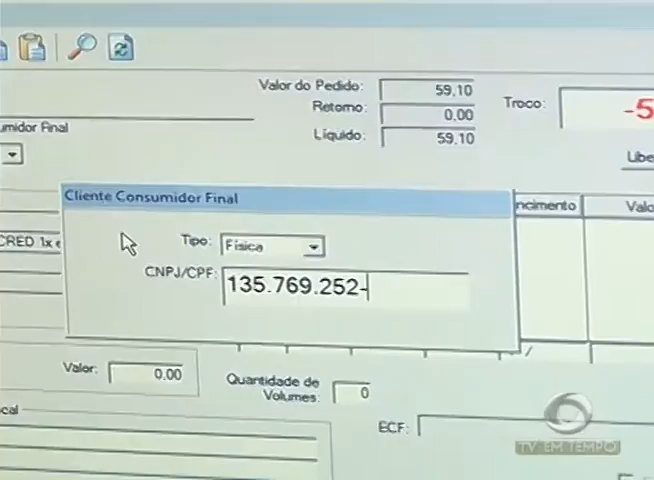 Valor do Pedido: 59,10
Retorno: 0,00
Líquido: 59,10
Troco: -5
umidor Final
Libe
Cliente Consumidor Final
ncimento Valo
Tipo: Física
CRED 1x e
CNPJ/CPF: 135.769.252-
Valor: 0.00
Quantidade de
Volumes: 0
cal
ECF:
TV EM TEMPO